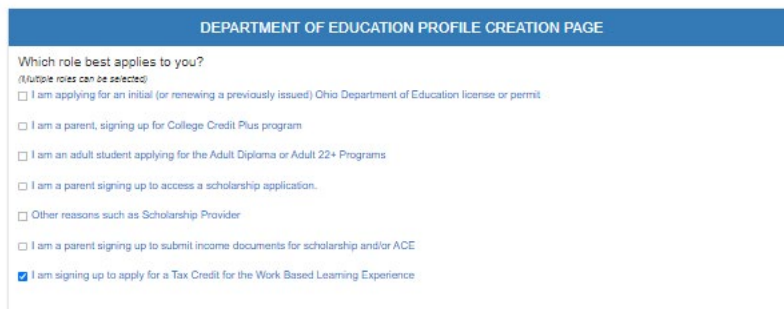 DEPARTMENT OF EDUCATION PROFILE CREATION PAGE
Which role best applies to you?
(Multiple roles can be selected)
I am applying for an initial (or renewing a previously issued) Ohio Department of Education license or permit
I am a parent, signing up for College Credit Plus program
I am an adult student applying for the Adult Diploma or Adult 22+ Programs
I am a parent signing up to access a scholarship application.
Other reasons such as Scholarship Provider
I am a parent signing up to submit income documents for scholarship and/or ACE
I am signing up to apply for a Tax Credit for the Work Based Learning Experience